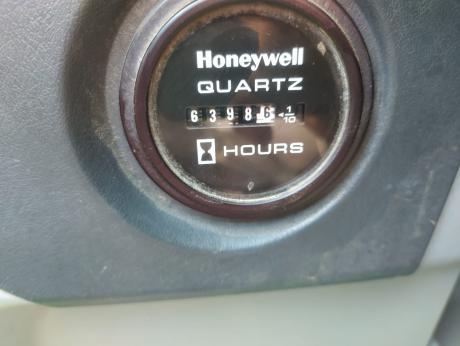 Honeywell
QUARTZ
6 3 9 8 6 1/10
HOURS